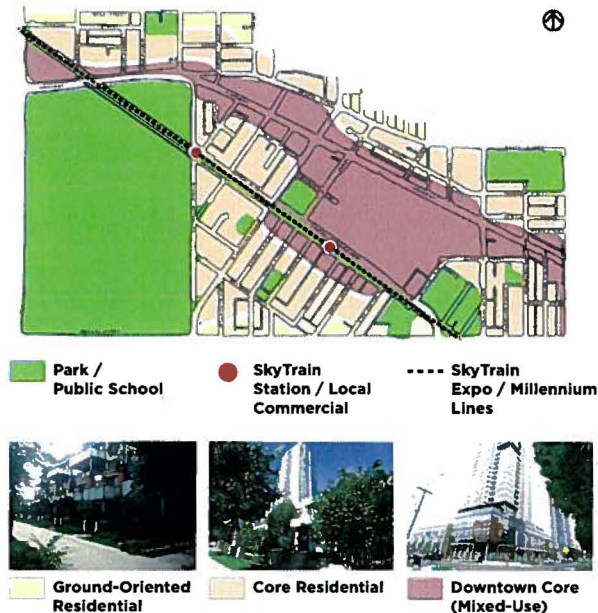 Park /
Public School
SkyTrain
Station / Local
Commercial
SkyTrain
Expo / Millennium
Lines
Ground-Oriented
Residential
Core Residential
Downtown Core
(Mixed-Use)